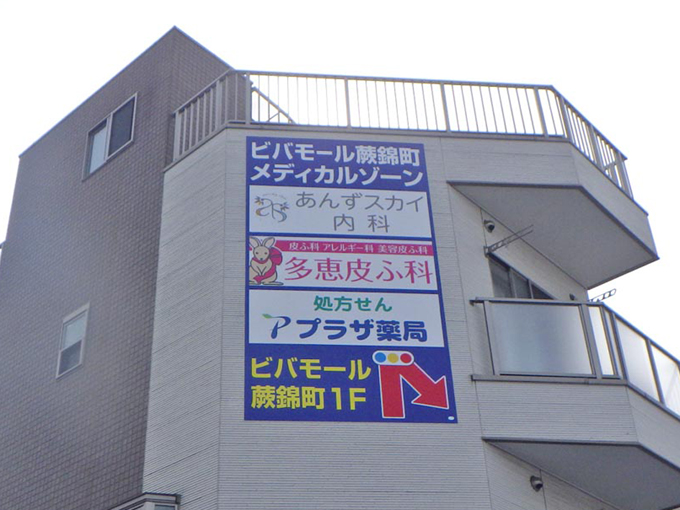 ビバモール蕨錦町
メディカルゾーン
あんずスカイ
内科
皮ふ科 アレルギー科 美容皮ふ科
多恵皮ふ科
処方せん
プラザ薬局
ビバモール
蕨錦町1F